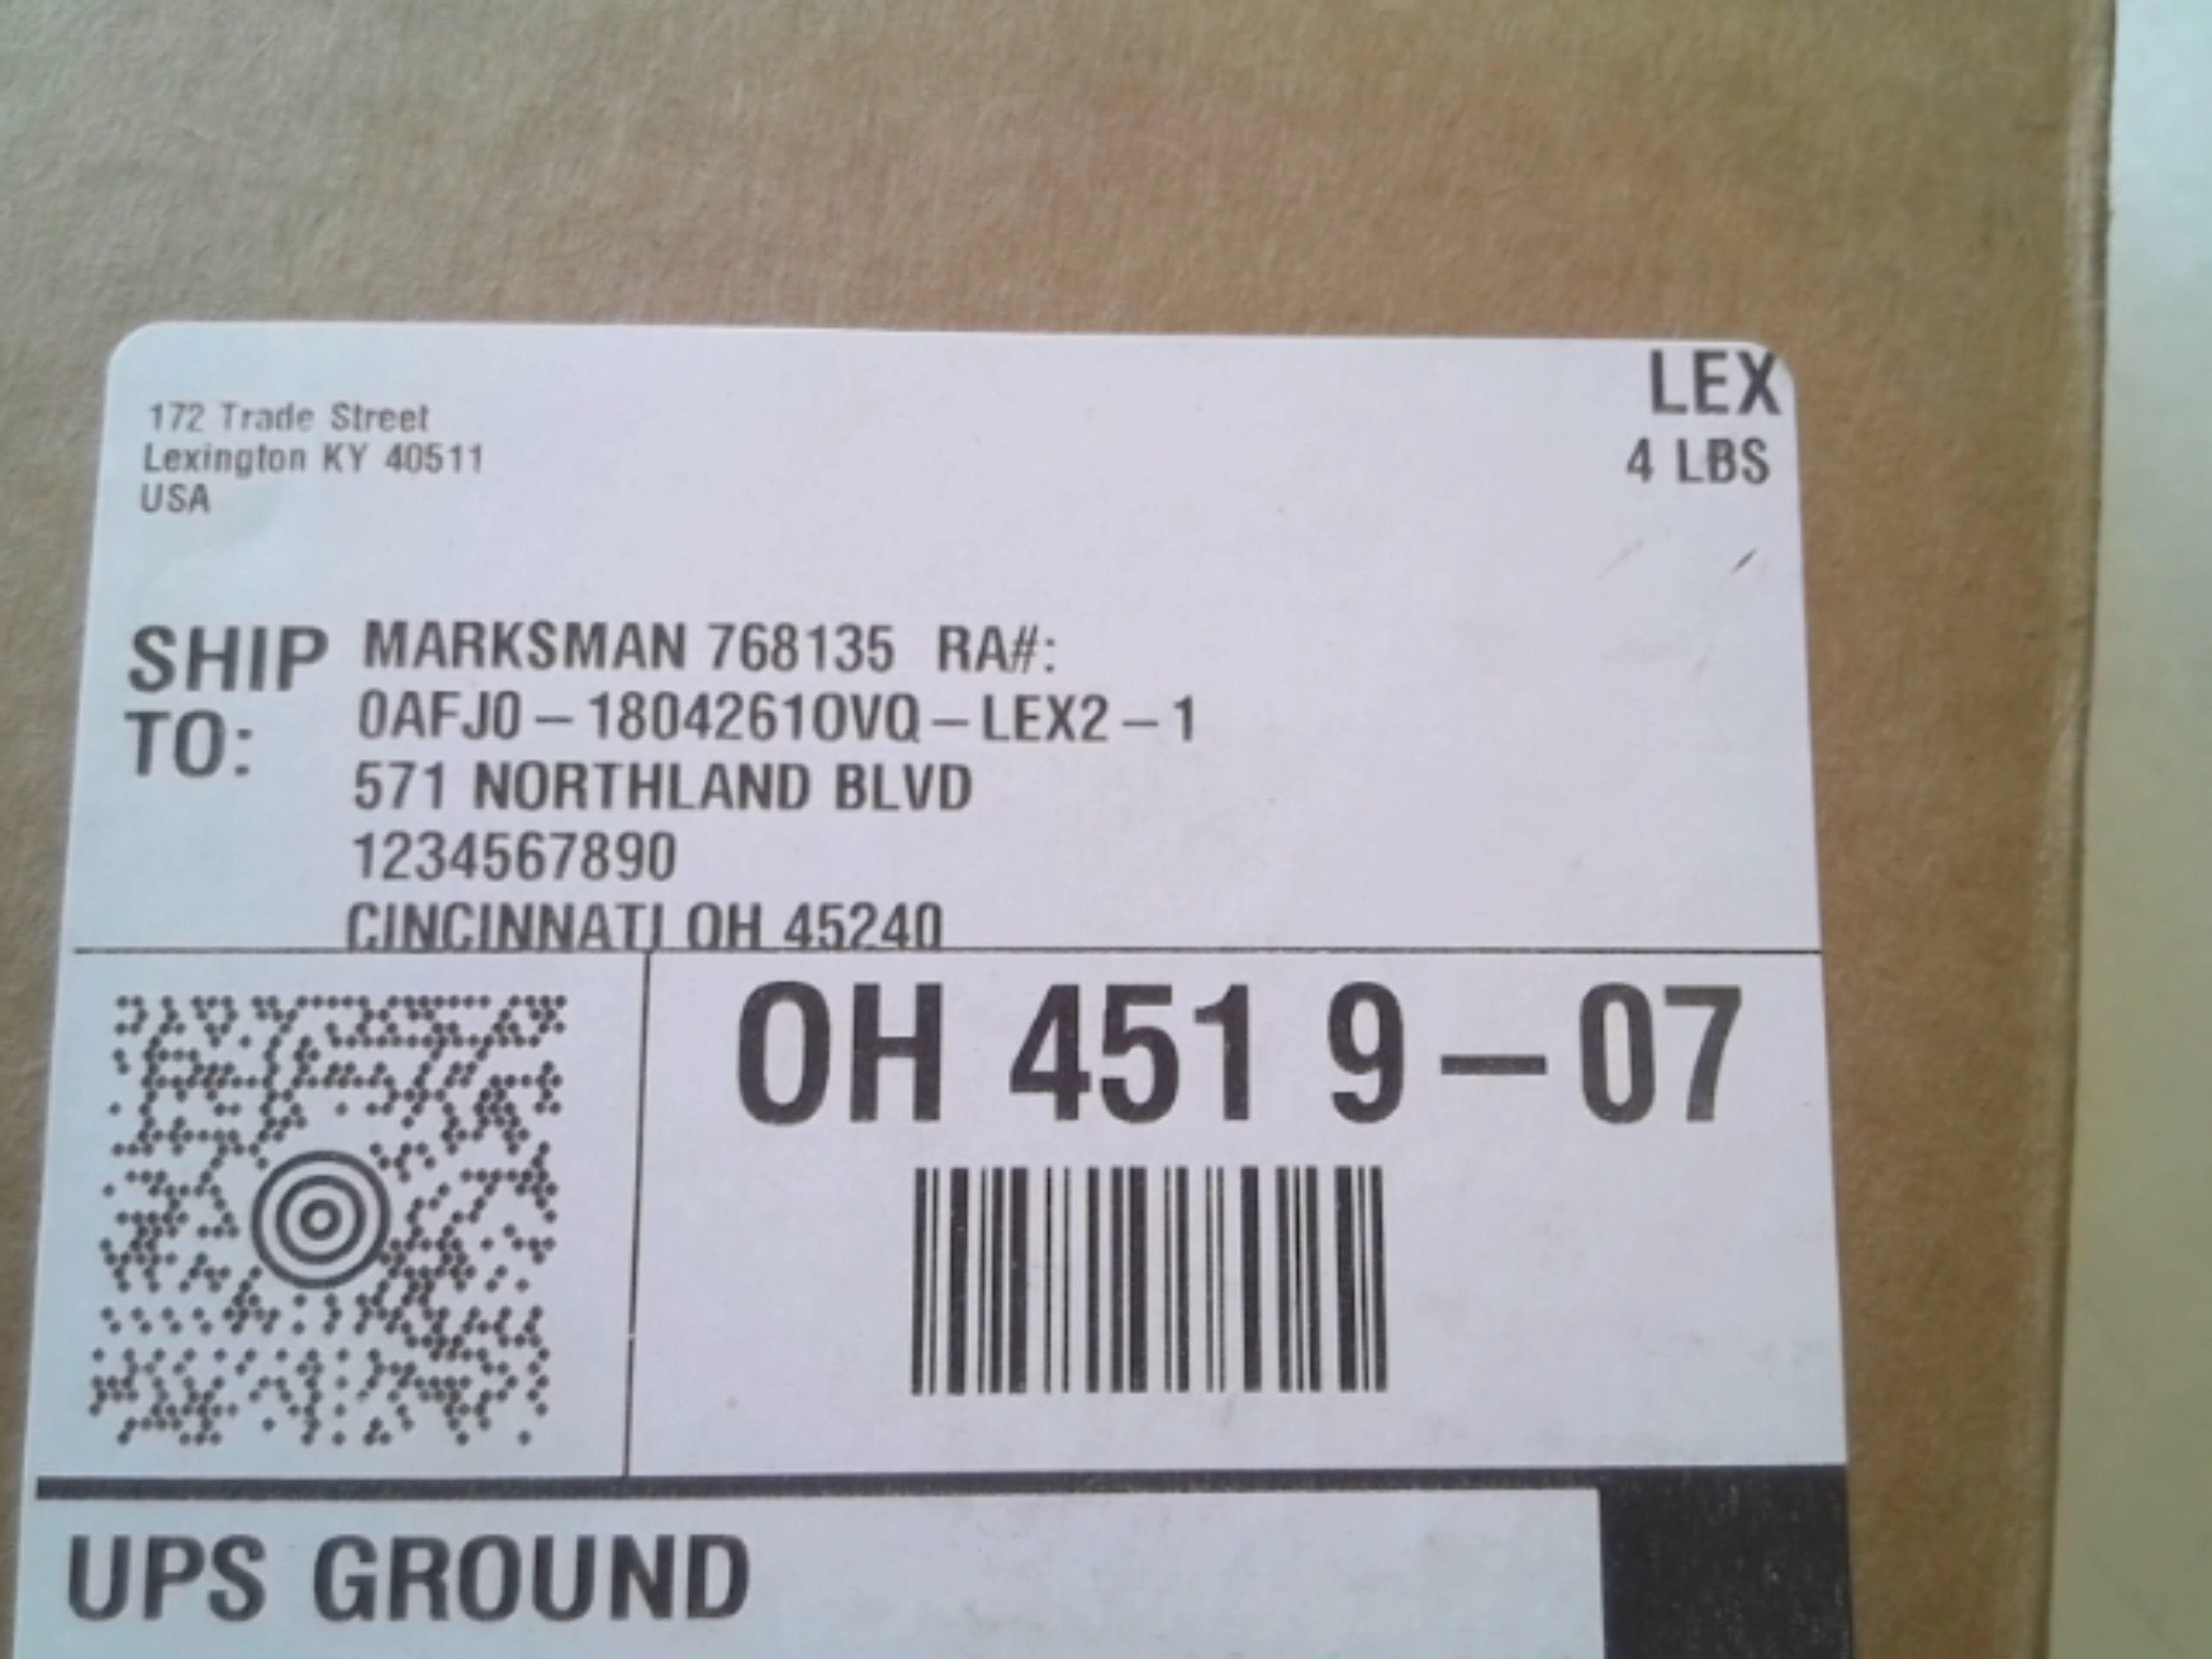 172 Trade Street
Lexington KY 40511
USA
LEX
4 LBS
SHIP TO:
MARKSMAN 768135 RA#:
0AFJ0-1804261OVQ-LEX2-1
571 NORTHLAND BLVD
1234567890
CINCINNATI OH 45240
OH 451 9-07
UPS GROUND